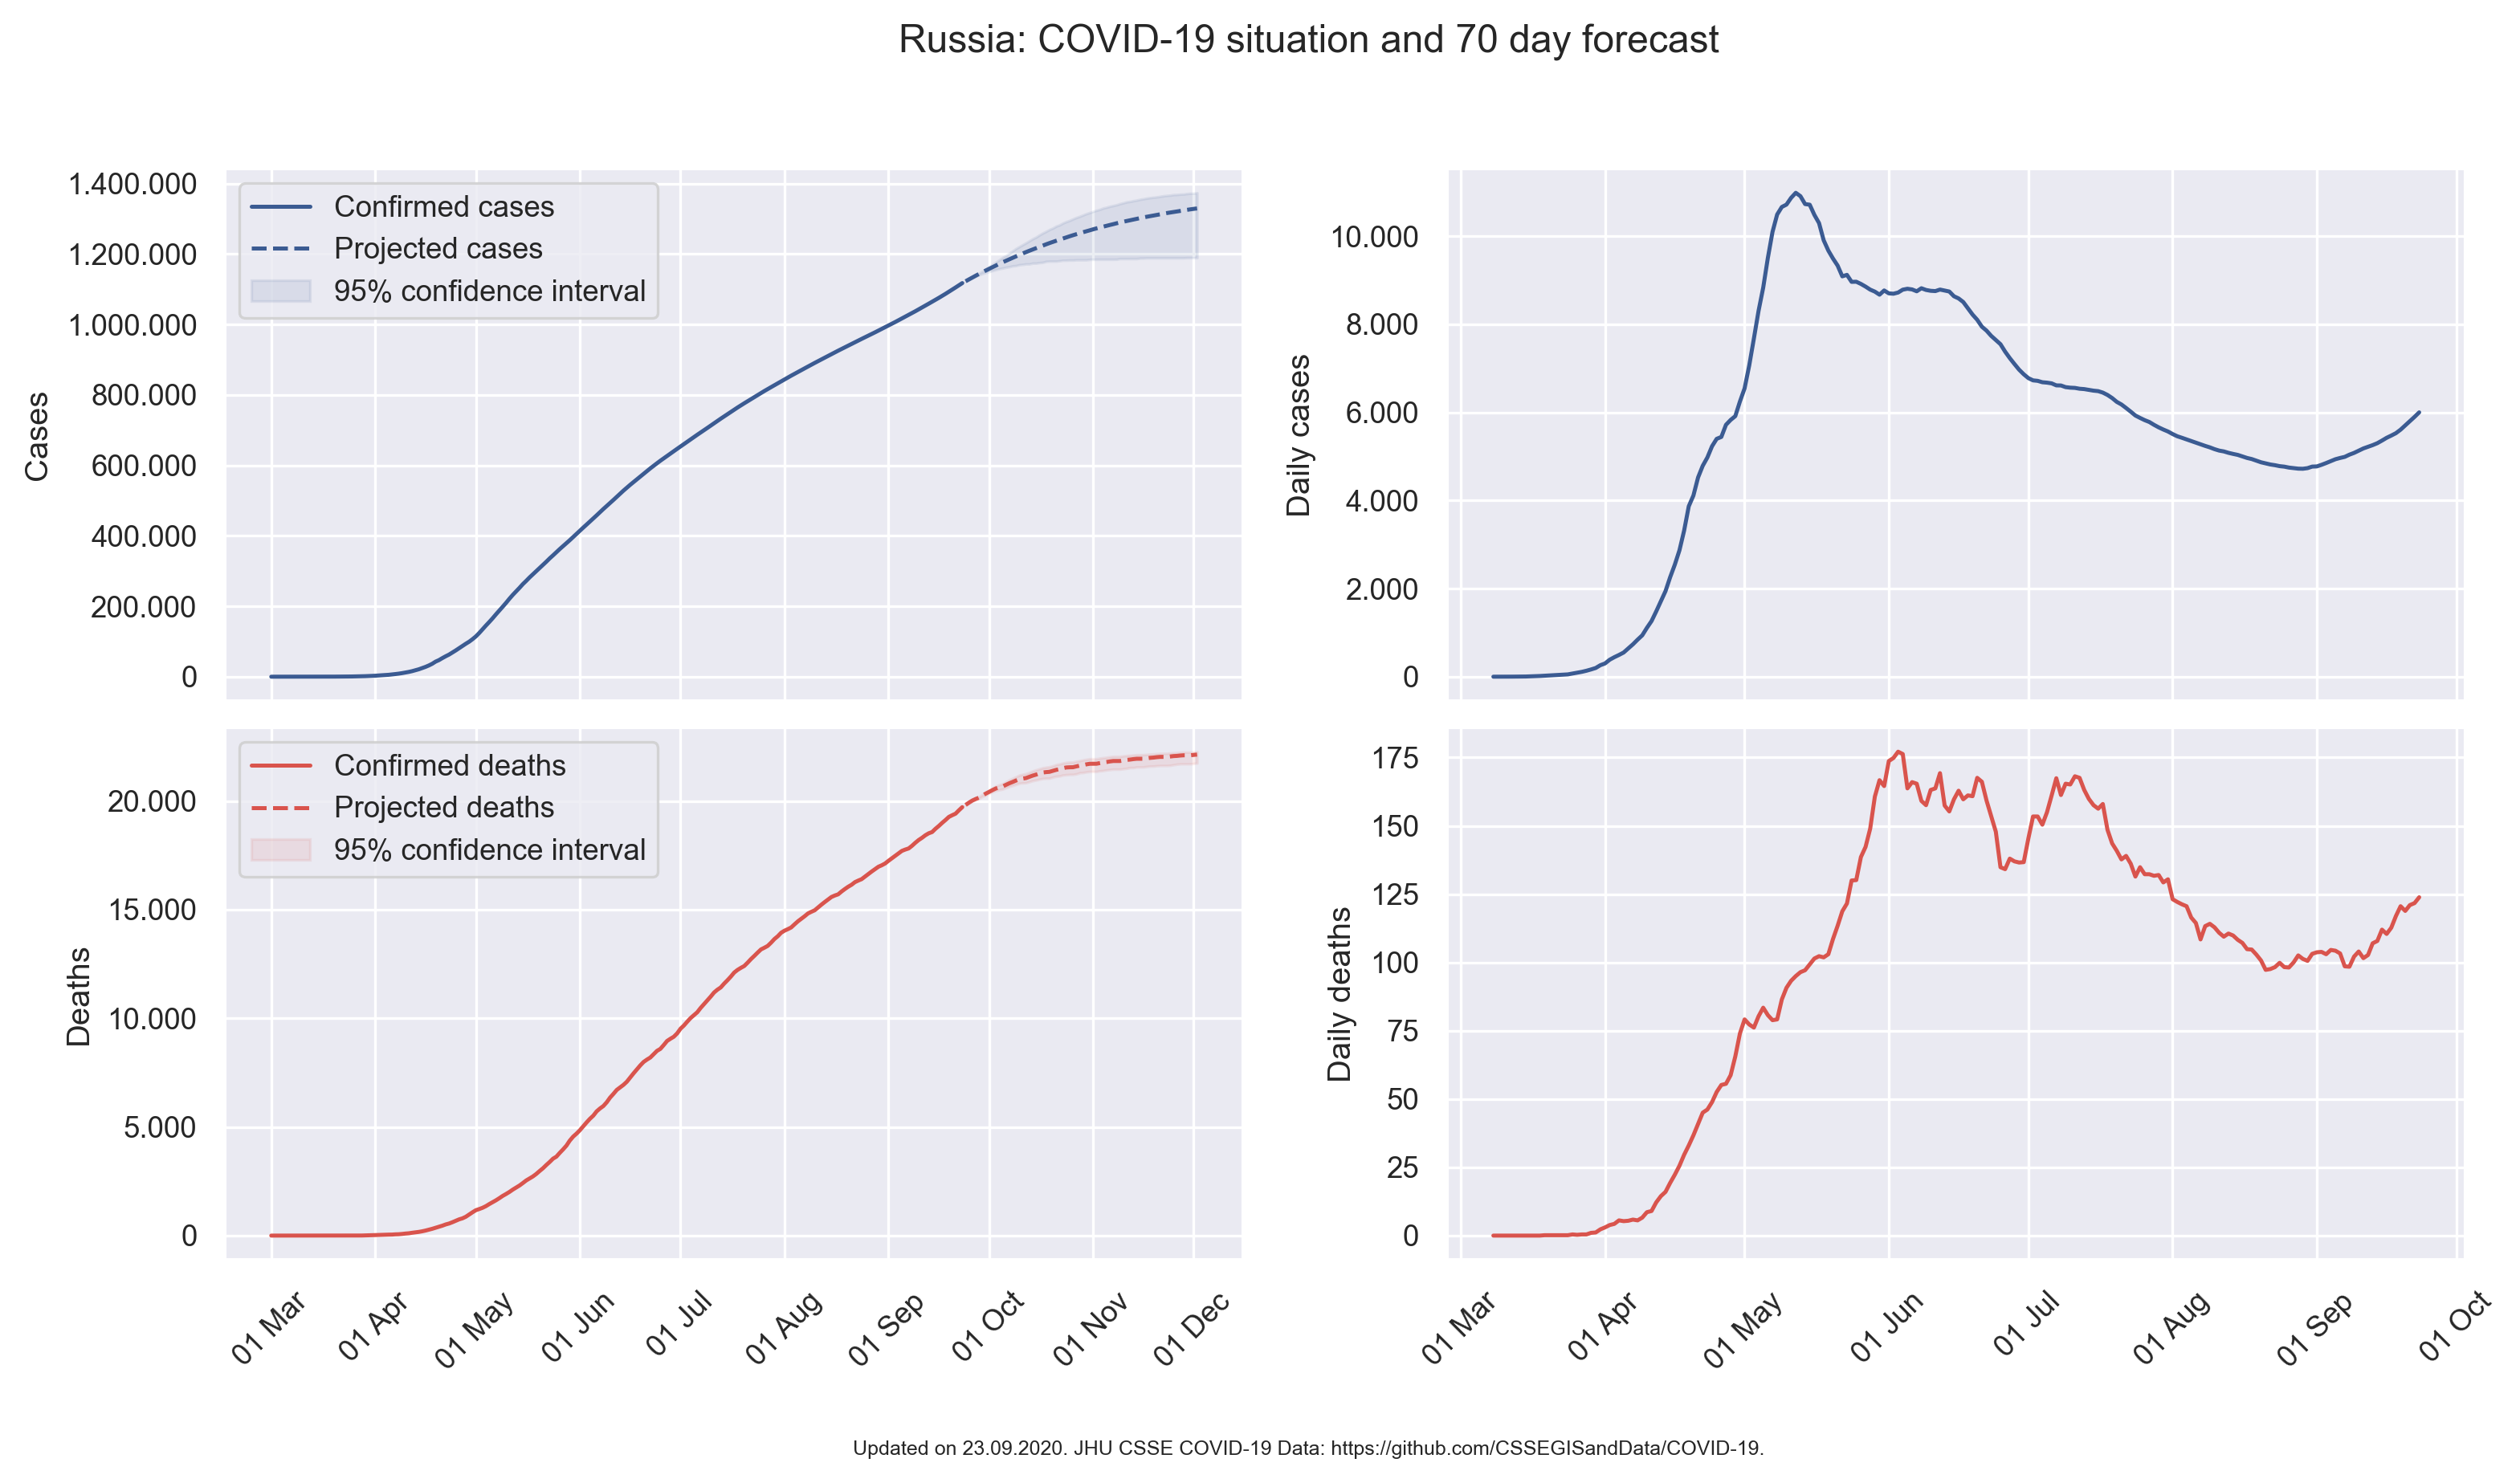 Russia: COVID-19 situation and 70 day forecast
Cases
1.400.000
1.200.000
1.000.000
800.000
600.000
400.000
200.000
0
Confirmed cases
Projected cases
95% confidence interval
Daily cases
10.000
8.000
6.000
4.000
2.000
0
Deaths
20.000
15.000
10.000
5.000
0
Confirmed deaths
Projected deaths
95% confidence interval
01 Mar
01 Apr
01 May
01 Jun
01 Jul
01 Aug
01 Sep
01 Oct
01 Nov
01 Dec
Daily deaths
175
150
125
100
75
50
25
0
01 Mar
01 Apr
01 May
01 Jun
01 Jul
01 Aug
01 Sep
01 Oct
Updated on 23.09.2020. JHU CSSE COVID-19 Data: https://github.com/CSSEGISandData/COVID-19.